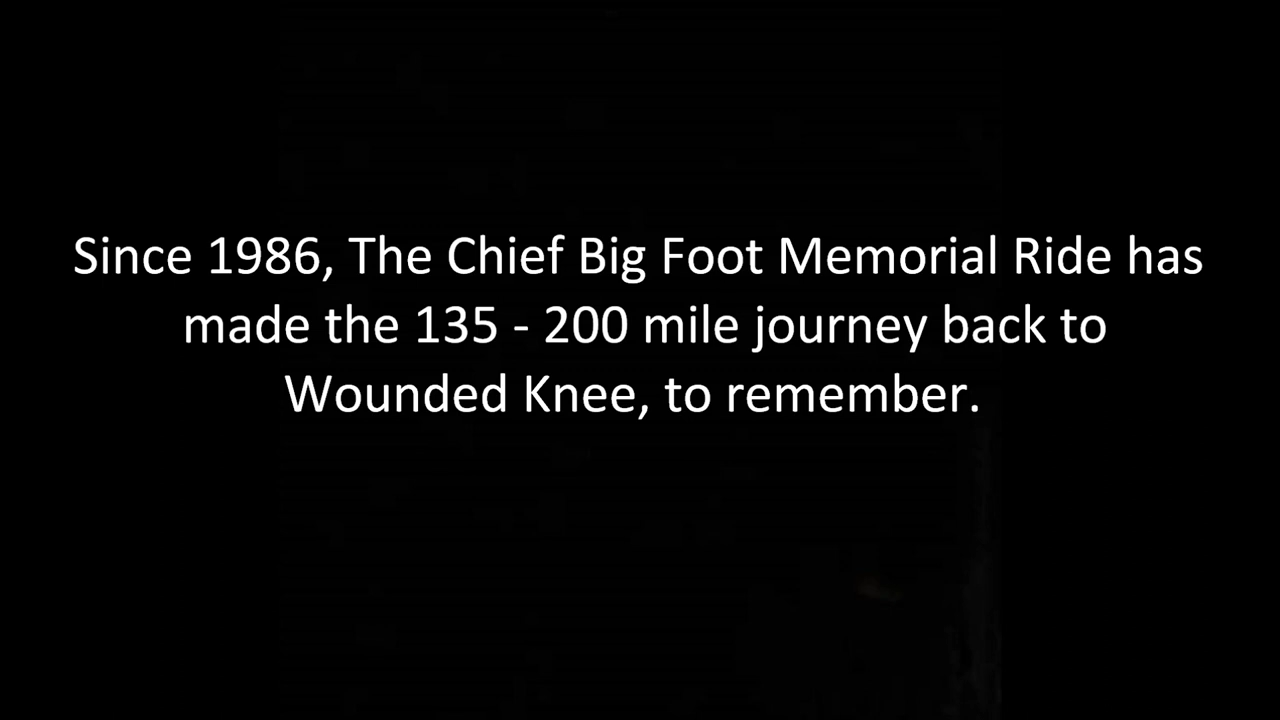 Since 1986, The Chief Big Foot Memorial Ride has
made the 135 - 200 mile journey back to
Wounded Knee, to remember.